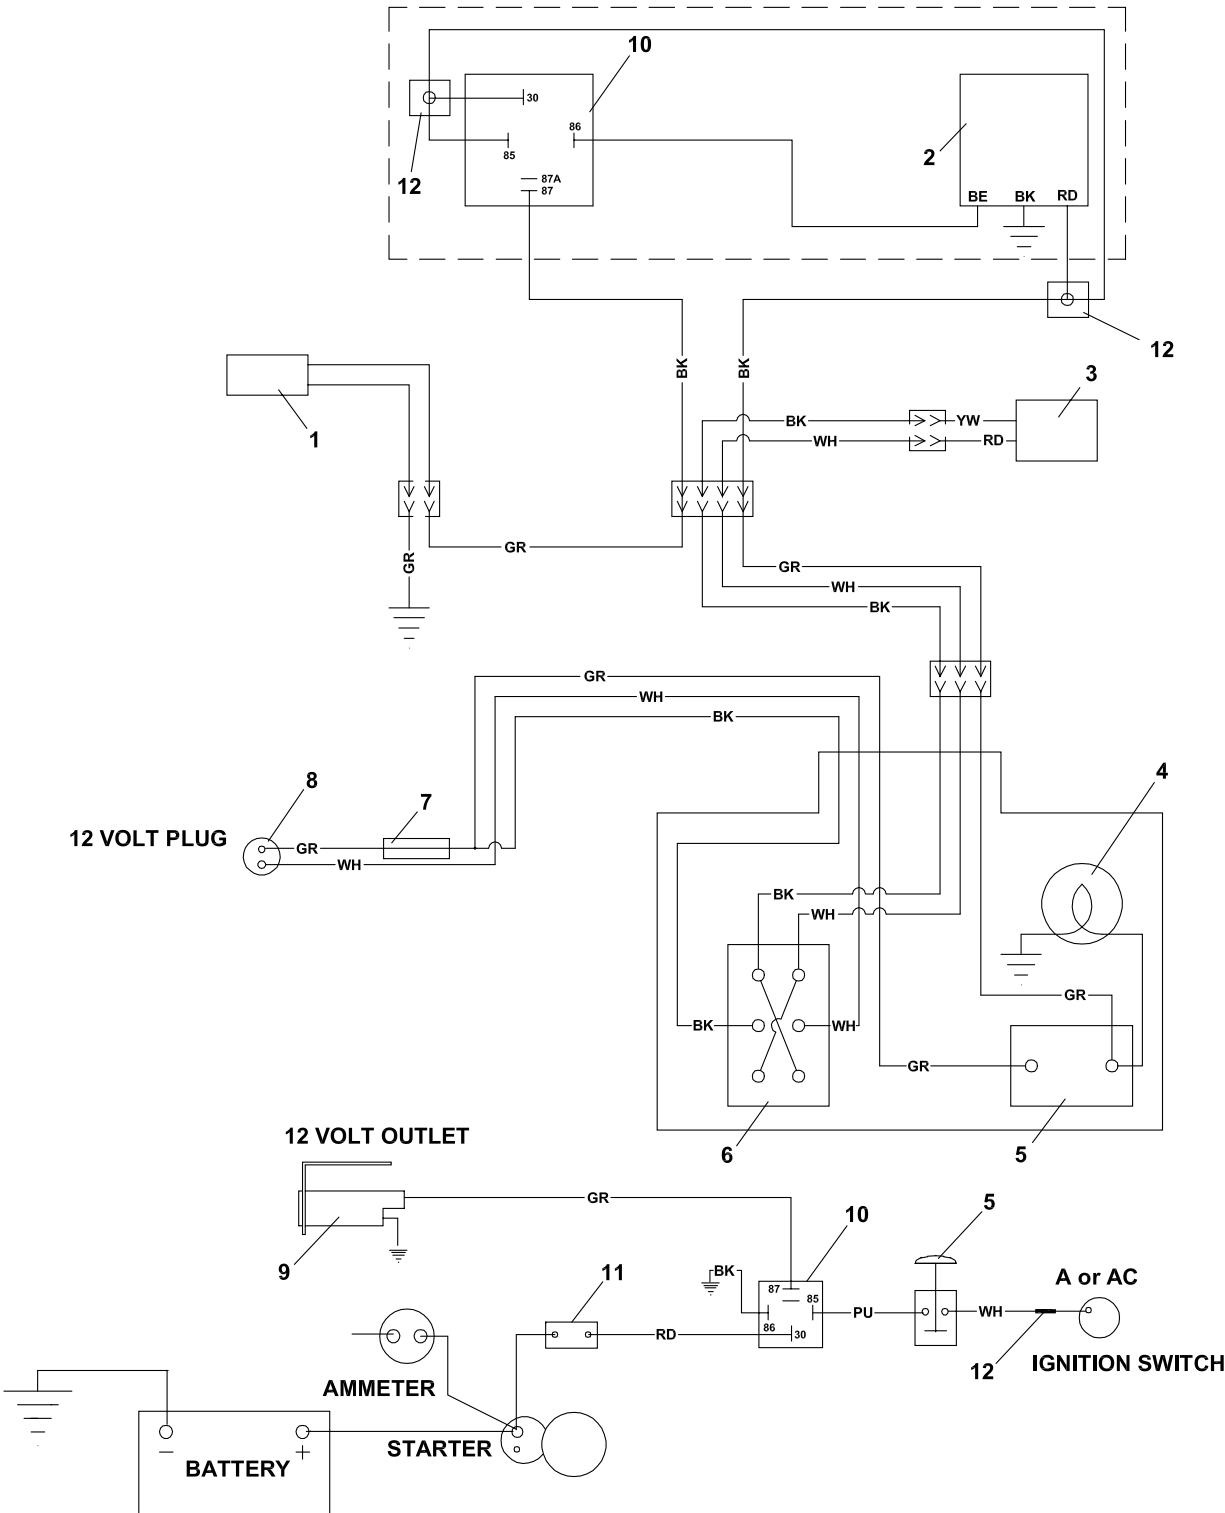 10
30
86
85
87A
87
12
2
BE BK RD
12
BK
BK
3
1
BK
YW
WH
RD
GR
GR
GR
WH
BK
GR
WH
BK
8
7
4
12 VOLT PLUG
GR
WH
BK
WH
GR
BK
WH
GR
6
5
12 VOLT OUTLET
GR
5
10
9
11
BK
87
85
86
30
PU
WH
A or AC
RD
12
IGNITION SWITCH
AMMETER
STARTER
− +
BATTERY